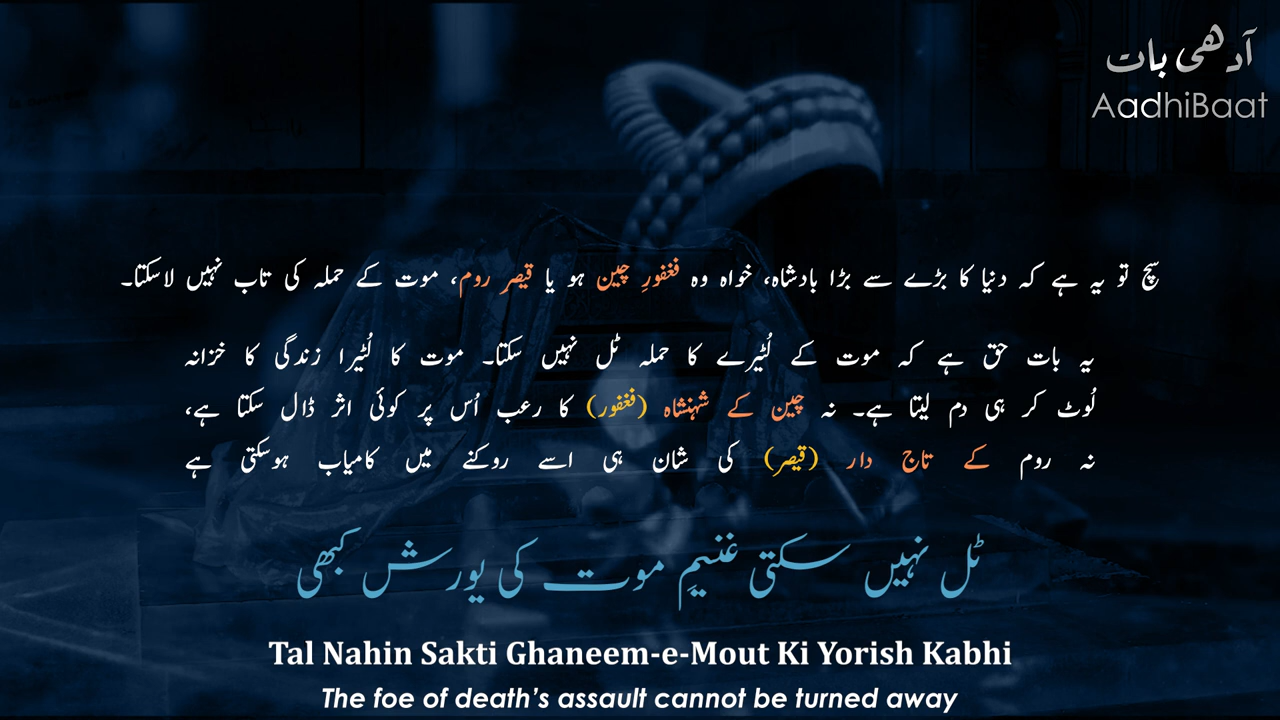 آدھی بات
AadhiBaat
سچ تو یہ ہے کہ دنیا کا بڑے سے بڑا بادشاہ، خواہ وہ فغفورِ چین ہو یا قیصرِ روم، موت کے حملہ کی تاب نہیں لاسکتا۔
یہ بات حق ہے کہ موت کے لُٹیرے کا حملہ ٹل نہیں سکتا۔ موت کا لُٹیرا زندگی کا خزانہ
لُوٹ کر ہی دم لیتا ہے۔ نہ چین کے شہنشاہ (فغفور) کا رعب اُس پر کوئی اثر ڈال سکتا ہے،
نہ روم کے تاج دار (قیصر) کی شان ہی اسے روکنے میں کامیاب ہوسکتی ہے
ٹل نہیں سکتی غنیمِ موت کی یورش کبھی
Tal Nahin Sakti Ghaneem-e-Mout Ki Yorish Kabhi
The foe of death’s assault cannot be turned away